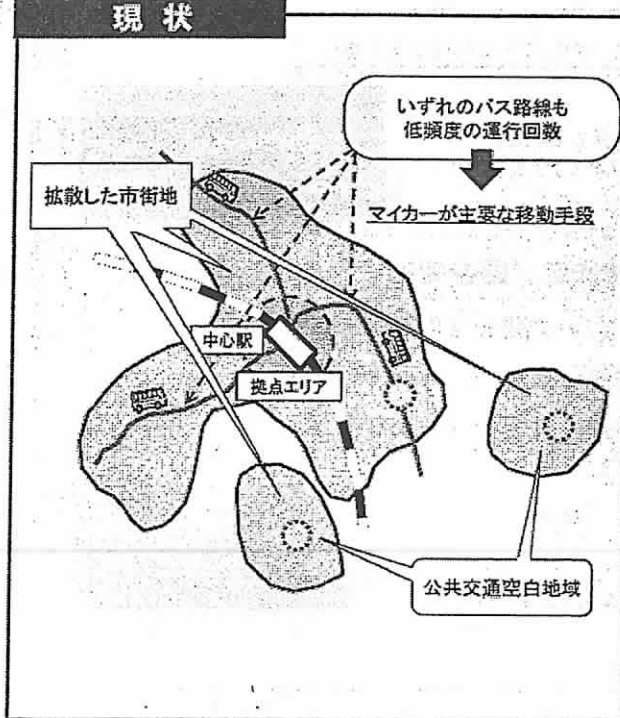 現状
いずれのバス路線も
低頻度の運行回数
拡散した市街地
マイカーが主要な移動手段
中心駅
拠点エリア
公共交通空白地域